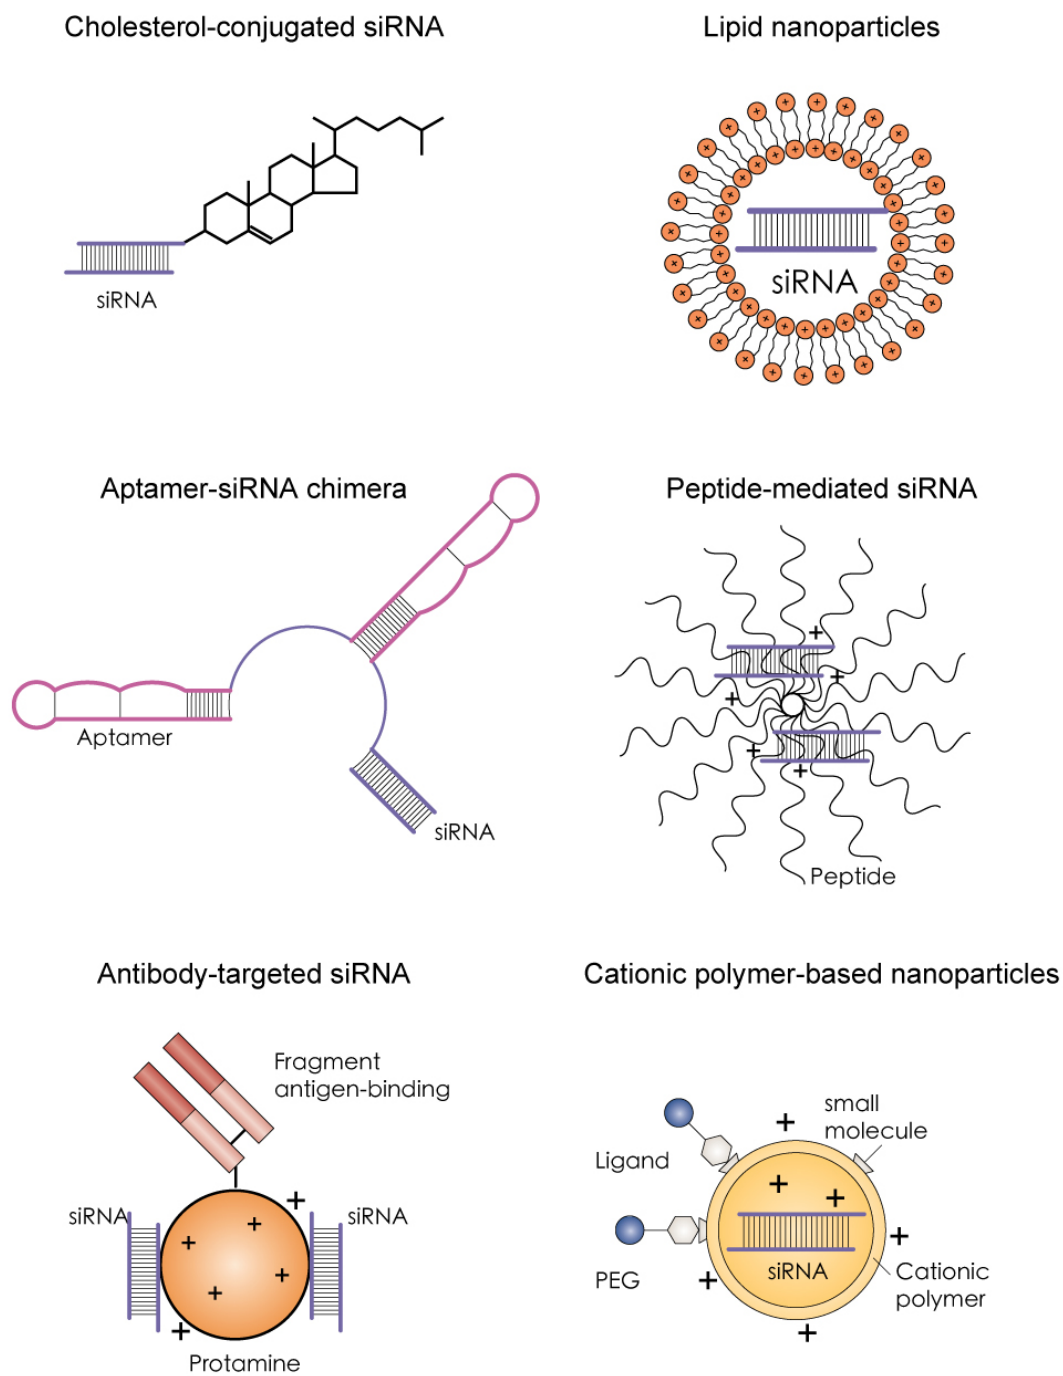 Cholesterol-conjugated siRNA
siRNA
Lipid nanoparticles
siRNA
Aptamer-siRNA chimera
Aptamer
siRNA
Peptide-mediated siRNA
Peptide
Antibody-targeted siRNA
Fragment
antigen-binding
siRNA
siRNA
Protamine
Cationic polymer-based nanoparticles
small
molecule
Ligand
PEG
siRNA
Cationic
polymer